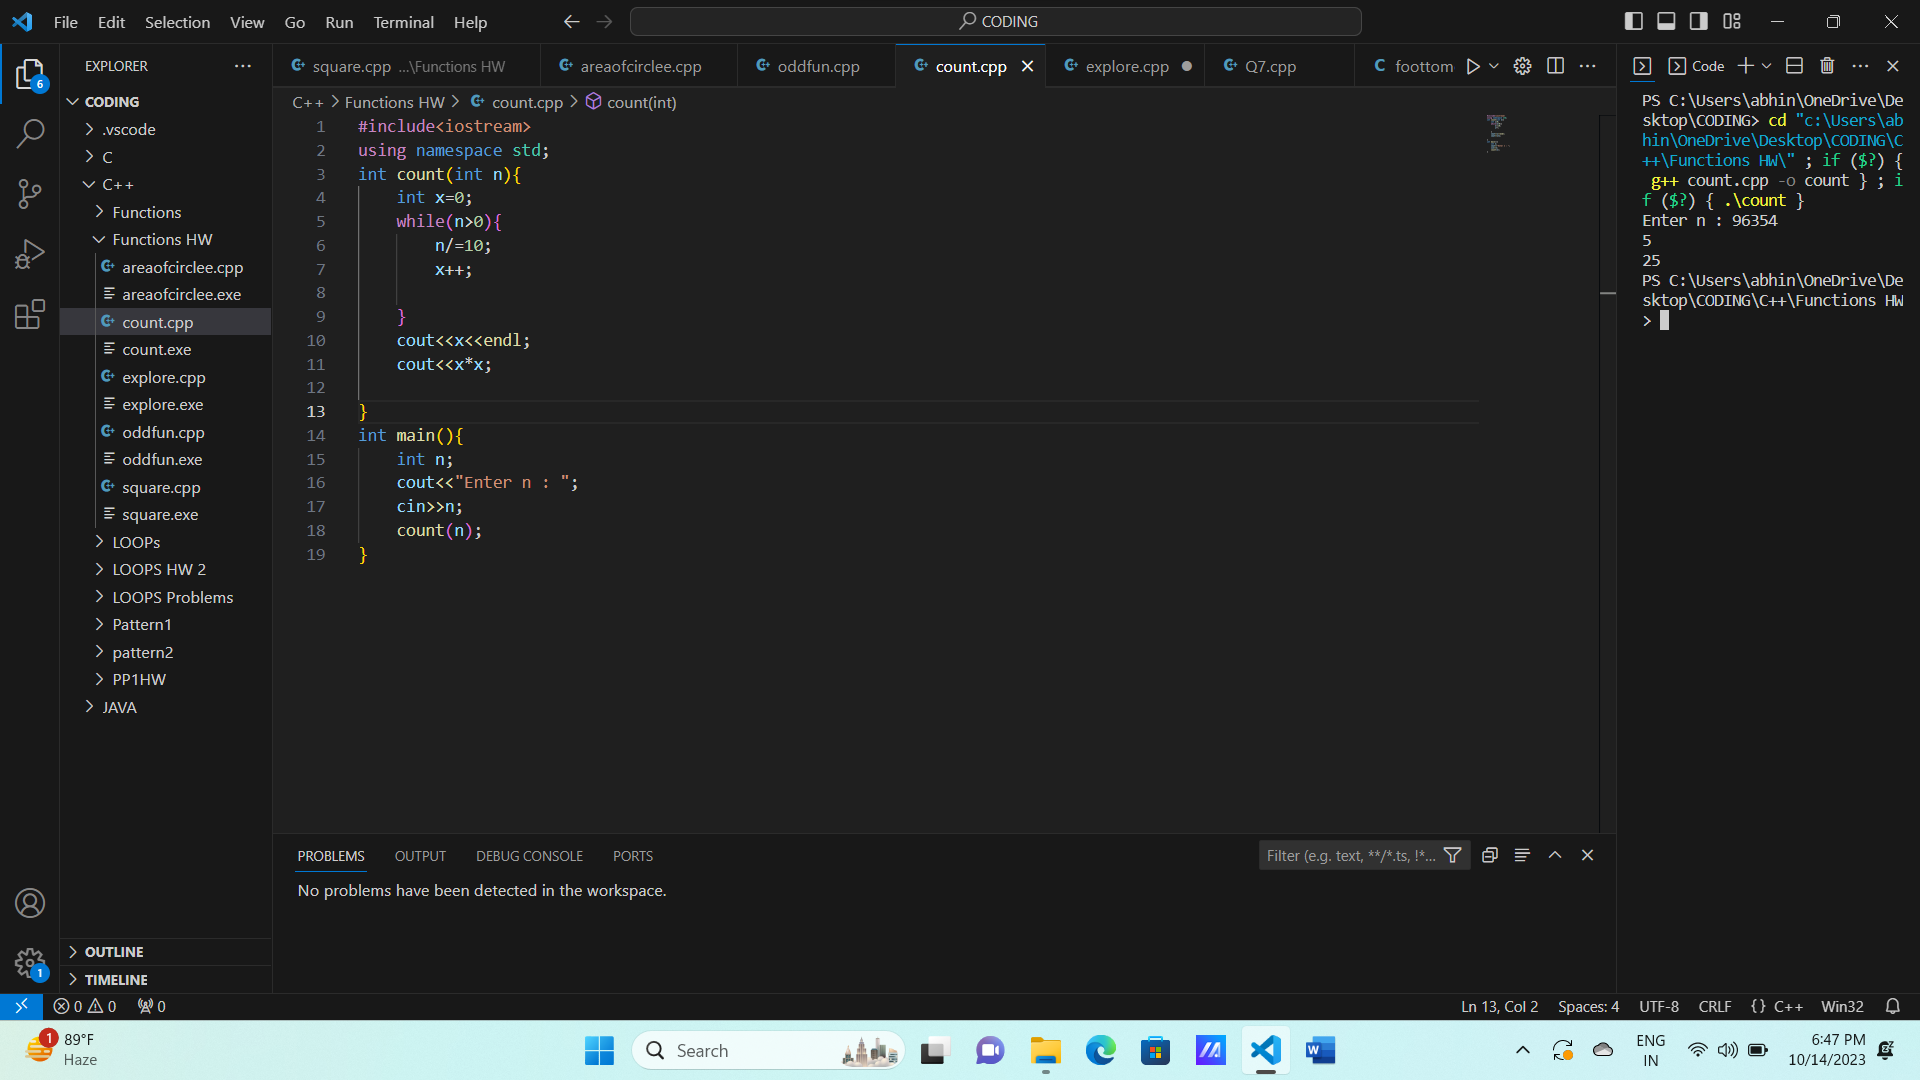 File Edit Selection View Go Run Terminal Help
CODING
EXPLORER
CODING
.vscode
C
C++
Functions
Functions HW
areaofcirclee.cpp
areaofcirclee.exe
count.cpp
count.exe
explore.cpp
explore.exe
oddfun.cpp
oddfun.exe
square.cpp
square.exe
LOOPs
LOOPS HW 2
LOOPS Problems
Pattern1
pattern2
PP1HW
JAVA
OUTLINE
TIMELINE
6
1
square.cpp ...\Functions HW areaofcirclee.cpp oddfun.cpp count.cpp explore.cpp Q7.cpp C foottom
C++ > Functions HW > count.cpp > count(int)
1 #include<iostream>
2 using namespace std;
3 int count(int n){
4 int x=0;
5 while(n>0){
6 n/=10;
7 x++;
8
9 }
10 cout<<x<<endl;
11 cout<<x*x;
12
13 }
14 int main(){
15 int n;
16 cout<<"Enter n : ";
17 cin>>n;
18 count(n);
19 }
Code
PS C:\Users\abhin\OneDrive\De
sktop\CODING> cd "c:\Users\ab
hin\OneDrive\Desktop\CODING\C
++\Functions HW\" ; if ($?) {
g++ count.cpp -o count } ; i
f ($?) { .\count }
Enter n : 96354
5
25
PS C:\Users\abhin\OneDrive\De
sktop\CODING\C++\Functions HW
>
PROBLEMS OUTPUT DEBUG CONSOLE PORTS
Filter (e.g. text, **/*.ts, !*...
No problems have been detected in the workspace.
0 0 0
Ln 13, Col 2 Spaces: 4 UTF-8 CRLF {} C++ Win32
1
89°F
Haze
Search
ENG
IN
6:47 PM
10/14/2023